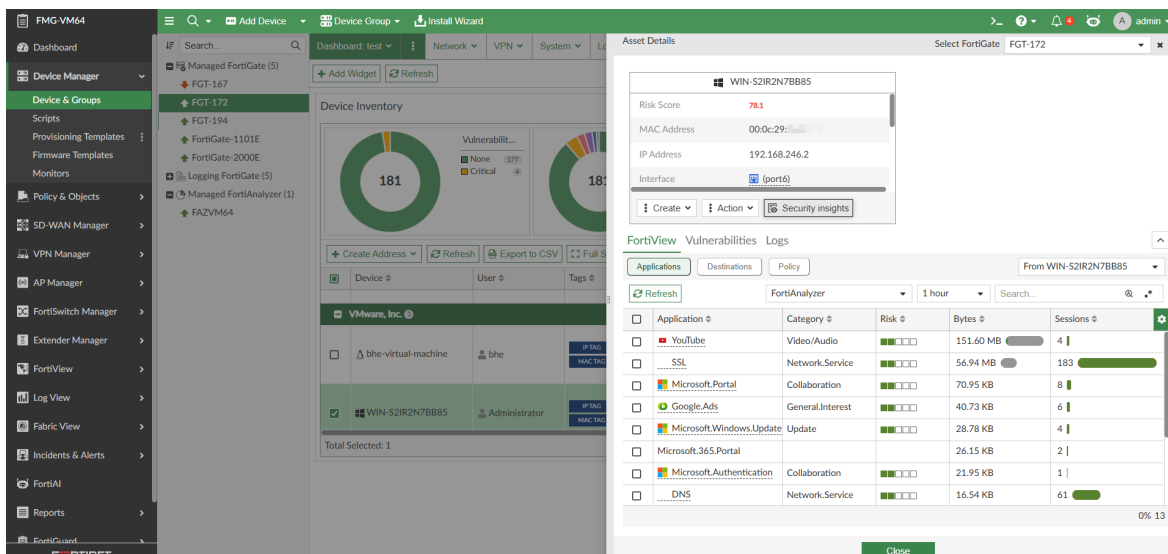 FMG-VM64
Add Device
Device Group
Install Wizard
4
A
admin
Dashboard
Device Manager
Device & Groups
Scripts
Provisioning Templates
Firmware Templates
Monitors
Policy & Objects
SD-WAN Manager
VPN Manager
AP Manager
FortiSwitch Manager
Extender Manager
FortiView
Log View
Fabric View
Incidents & Alerts
FortiAI
Reports
FortiGuard
Search...
Managed FortiGate (5)
FGT-167
FGT-172
FGT-194
FortiGate-1101E
FortiGate-2000E
Logging FortiGate (5)
Managed FortiAnalyzer (1)
FAZVM64
Dashboard: test
Network
VPN
System
Add Widget
Refresh
Device Inventory
181
Vulnerabilit...
None 177
Critical 4
181
Create Address
Refresh
Export to CSV
Full S
Device
User
Tags
VMware, Inc. 3
bhe-virtual-machine
bhe
IP TAG
MAC TAG
WIN-S2IR2N7BB85
Administrator
IP TAG
MAC TAG
Total Selected: 1
Asset Details
Select FortiGate
FGT-172
WIN-S2IR2N7BB85
Risk Score 78.1
MAC Address 00:0c:29:
IP Address 192.168.246.2
Interface (port6)
Create
Action
Security insights
FortiView Vulnerabilities Logs
Applications
Destinations
Policy
From WIN-S2IR2N7BB85
Refresh
FortiAnalyzer
1 hour
Search...
Application Category Risk Bytes Sessions
YouTube Video/Audio 151.60 MB 4
SSL Network.Service 56.94 MB 183
Microsoft.Portal Collaboration 70.95 KB 8
Google.Ads General.Interest 40.73 KB 6
Microsoft.Windows.Update Update 28.78 KB 4
Microsoft.365.Portal 26.15 KB 2
Microsoft.Authentication Collaboration 21.95 KB 1
DNS Network.Service 16.54 KB 61
0% 13
Close